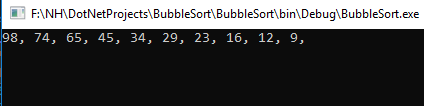 F:\NH\DotNetProjects\BubbleSort\BubbleSort\bin\Debug\BubbleSort.exe
98, 74, 65, 45, 34, 29, 23, 16, 12, 9,